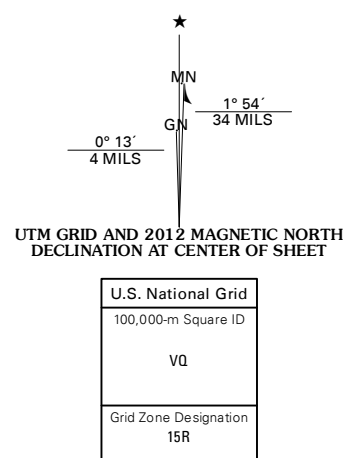 ★
MN
1° 54´
34 MILS
GN
0° 13´
4 MILS
UTM GRID AND 2012 MAGNETIC NORTH
DECLINATION AT CENTER OF SHEET
U.S. National Grid
100,000-m Square ID
VQ
Grid Zone Designation
15R